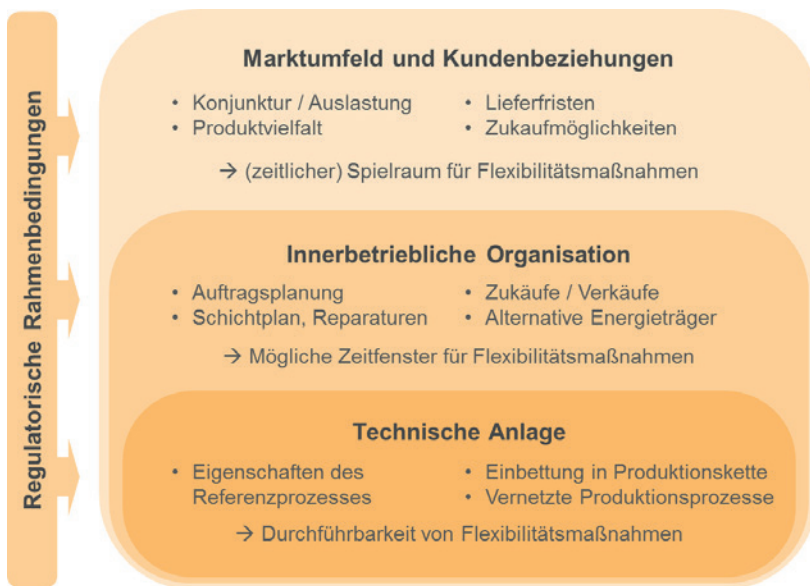 Regulatorische Rahmenbedingungen
Marktumfeld und Kundenbeziehungen
• Konjunktur / Auslastung
• Produktvielfalt
• Lieferfristen
• Zukaufmöglichkeiten
→ (zeitlicher) Spielraum für Flexibilitätsmaßnahmen
Innerbetriebliche Organisation
• Auftragsplanung
• Schichtplan, Reparaturen
• Zukäufe / Verkäufe
• Alternative Energieträger
→ Mögliche Zeitfenster für Flexibilitätsmaßnahmen
Technische Anlage
• Eigenschaften des
Referenzprozesses
• Einbettung in Produktionskette
• Vernetzte Produktionsprozesse
→ Durchführbarkeit von Flexibilitätsmaßnahmen